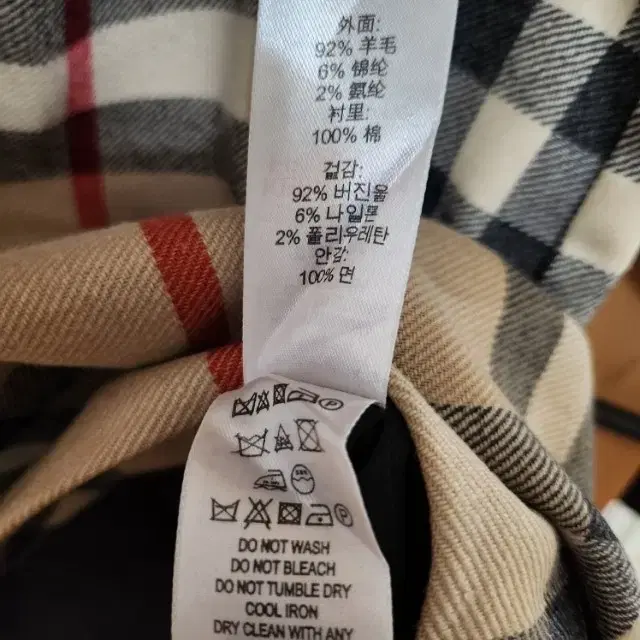 外面:
92% 羊毛
6% 锦纶
2% 氨纶
衬里:
100% 棉
겉감:
92% 버진울
6% 나일론
2% 폴리우레탄
안감:
100% 면
DO NOT WASH
DO NOT BLEACH
DO NOT TUMBLE DRY
COOL IRON
DRY CLEAN WITH ANY